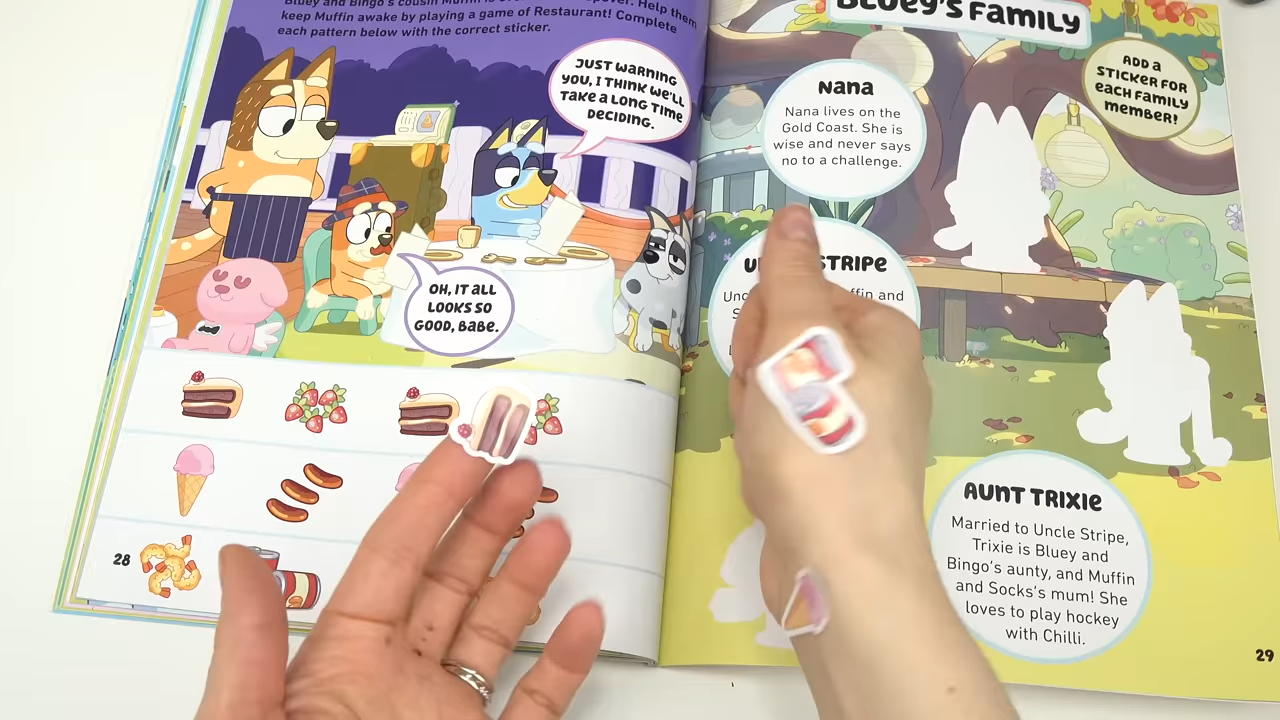 Bluey and Bingo's cousin Muffin is
Help them
keep Muffin awake by playing a game of Restaurant! Complete
each pattern below with the correct sticker.
JUST WARNING
YOU, I THINK WE'LL
TAKE A LONG TIME
DECIDING.
OH, IT ALL
LOOKS SO
GOOD, BABE.
28
BLUEY'S FAMILY
ADD A
STICKER FOR
EACH FAMILY
MEMBER!
NANA
Nana lives on the
Gold Coast. She is
wise and never says
no to a challenge.
STRIPE
and
AUNT TRIXIE
Married to Uncle Stripe,
Trixie is Bluey and
Bingo's aunty, and Muffin
and Socks's mum! She
loves to play hockey
with Chilli.
29